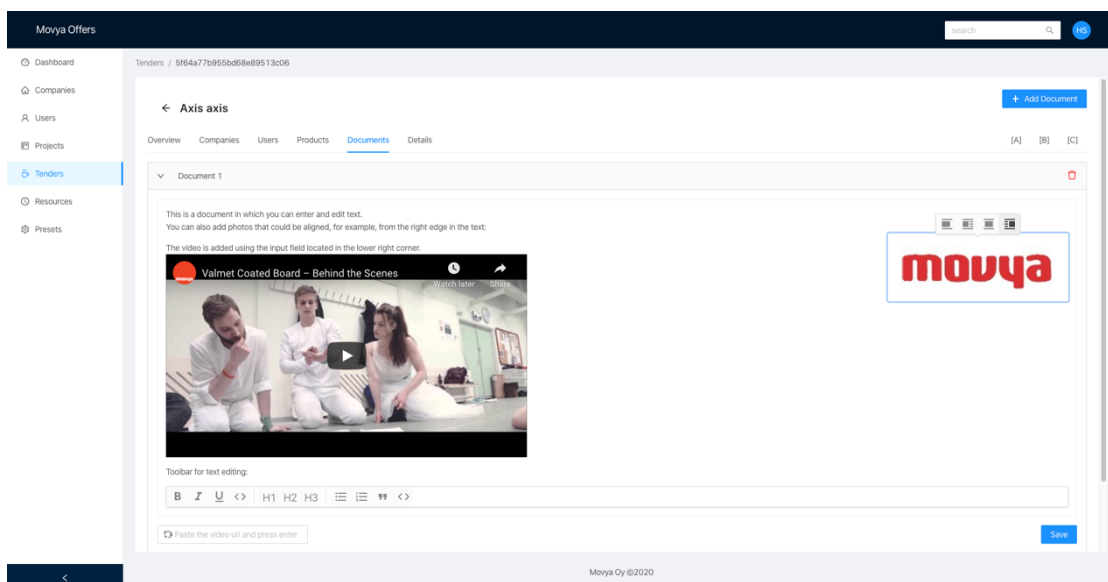 Movya Offers
search
HS
Dashboard
Companies
Users
Projects
Tenders
Resources
Presets
Tenders / 5f64a77b955bd68e89513c06
Axis axis
+ Add Document
Overview Companies Users Products Documents Details
[A] [B] [C]
Document 1
This is a document in which you can enter and edit text.
You can also add photos that could be aligned, for example, from the right edge in the text:
movya
The video is added using the input field located in the lower right corner.
Valmet Coated Board – Behind the Scenes
Watch later Share
Toolbar for text editing:
B I U <> H1 H2 H3 " <>
Paste the video url and press enter
Save
Movya Oy ©2020